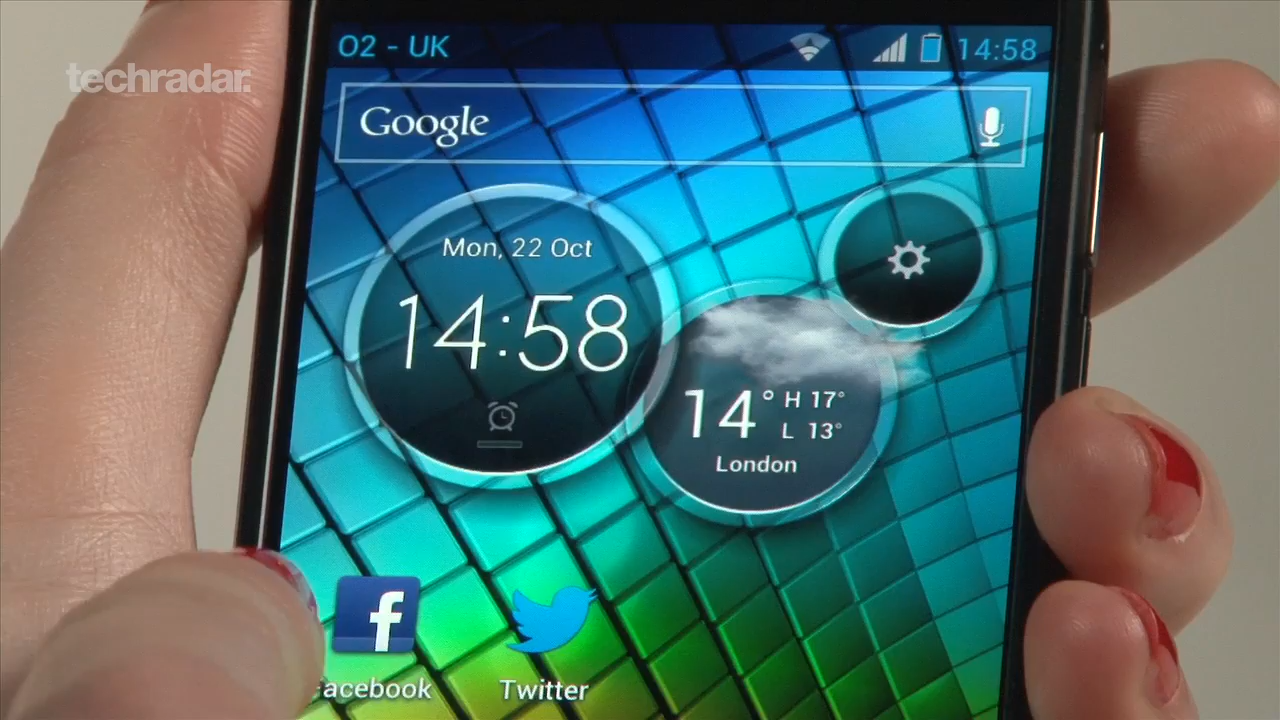 O2 - UK
14:58
techradar.
Google
Mon, 22 Oct
14:58
14° H 17°
L 13°
London
f
acebook
Twitter